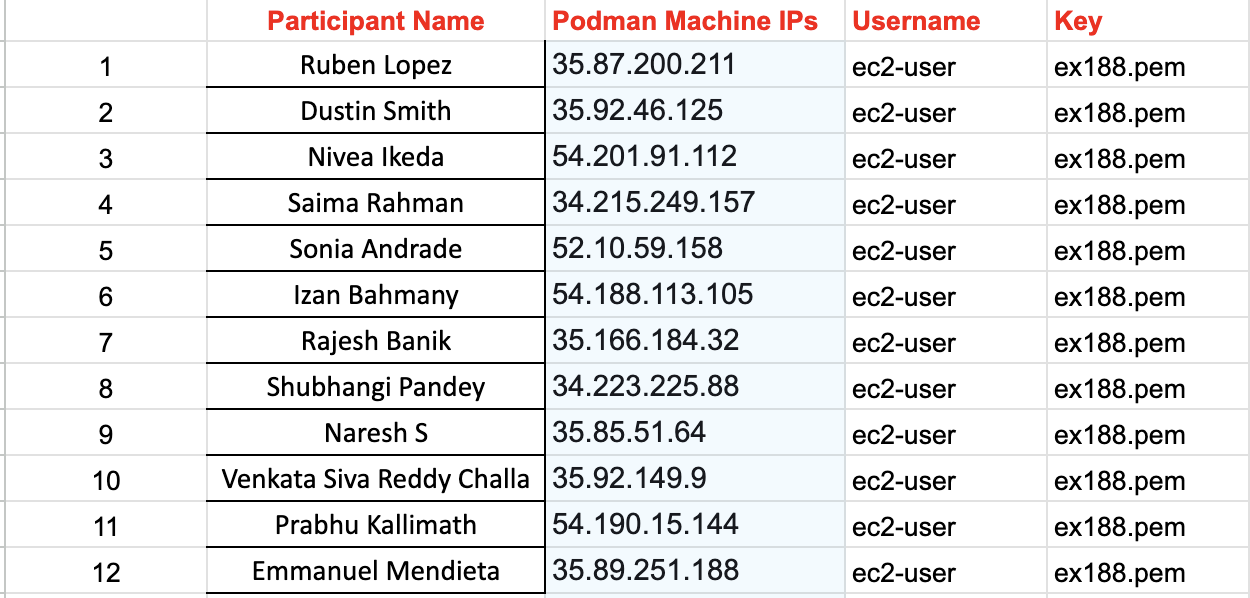 Participant Name Podman Machine IPs Username Key
1 Ruben Lopez 35.87.200.211 ec2-user ex188.pem
2 Dustin Smith 35.92.46.125 ec2-user ex188.pem
3 Nivea Ikeda 54.201.91.112 ec2-user ex188.pem
4 Saima Rahman 34.215.249.157 ec2-user ex188.pem
5 Sonia Andrade 52.10.59.158 ec2-user ex188.pem
6 Izan Bahmany 54.188.113.105 ec2-user ex188.pem
7 Rajesh Banik 35.166.184.32 ec2-user ex188.pem
8 Shubhangi Pandey 34.223.225.88 ec2-user ex188.pem
9 Naresh S 35.85.51.64 ec2-user ex188.pem
10 Venkata Siva Reddy Challa 35.92.149.9 ec2-user ex188.pem
11 Prabhu Kallimath 54.190.15.144 ec2-user ex188.pem
12 Emmanuel Mendieta 35.89.251.188 ec2-user ex188.pem